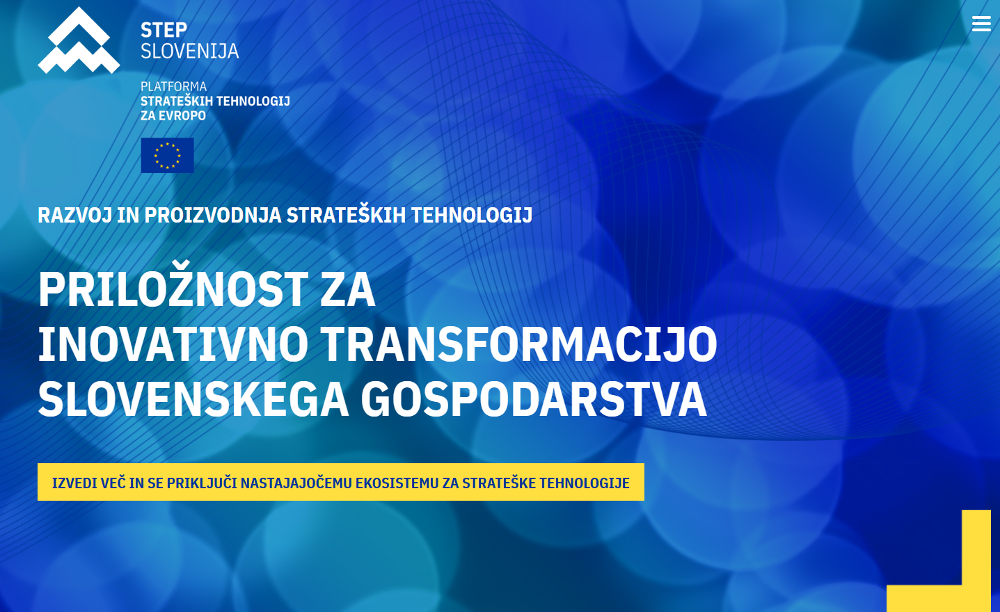 STEP
SLOVENIJA
PLATFORMA
STRATEŠKIH TEHNOLOGIJ
ZA EVROPO
RAZVOJ IN PROIZVODNJA STRATEŠKIH TEHNOLOGIJ
PRILOŽNOST ZA
INOVATIVNO TRANSFORMACIJO
SLOVENSKEGA GOSPODARSTVA
IZVEDI VEČ IN SE PRIKLJUČI NASTAJAJOČEMU EKOSISTEMU ZA STRATEŠKE TEHNOLOGIJE